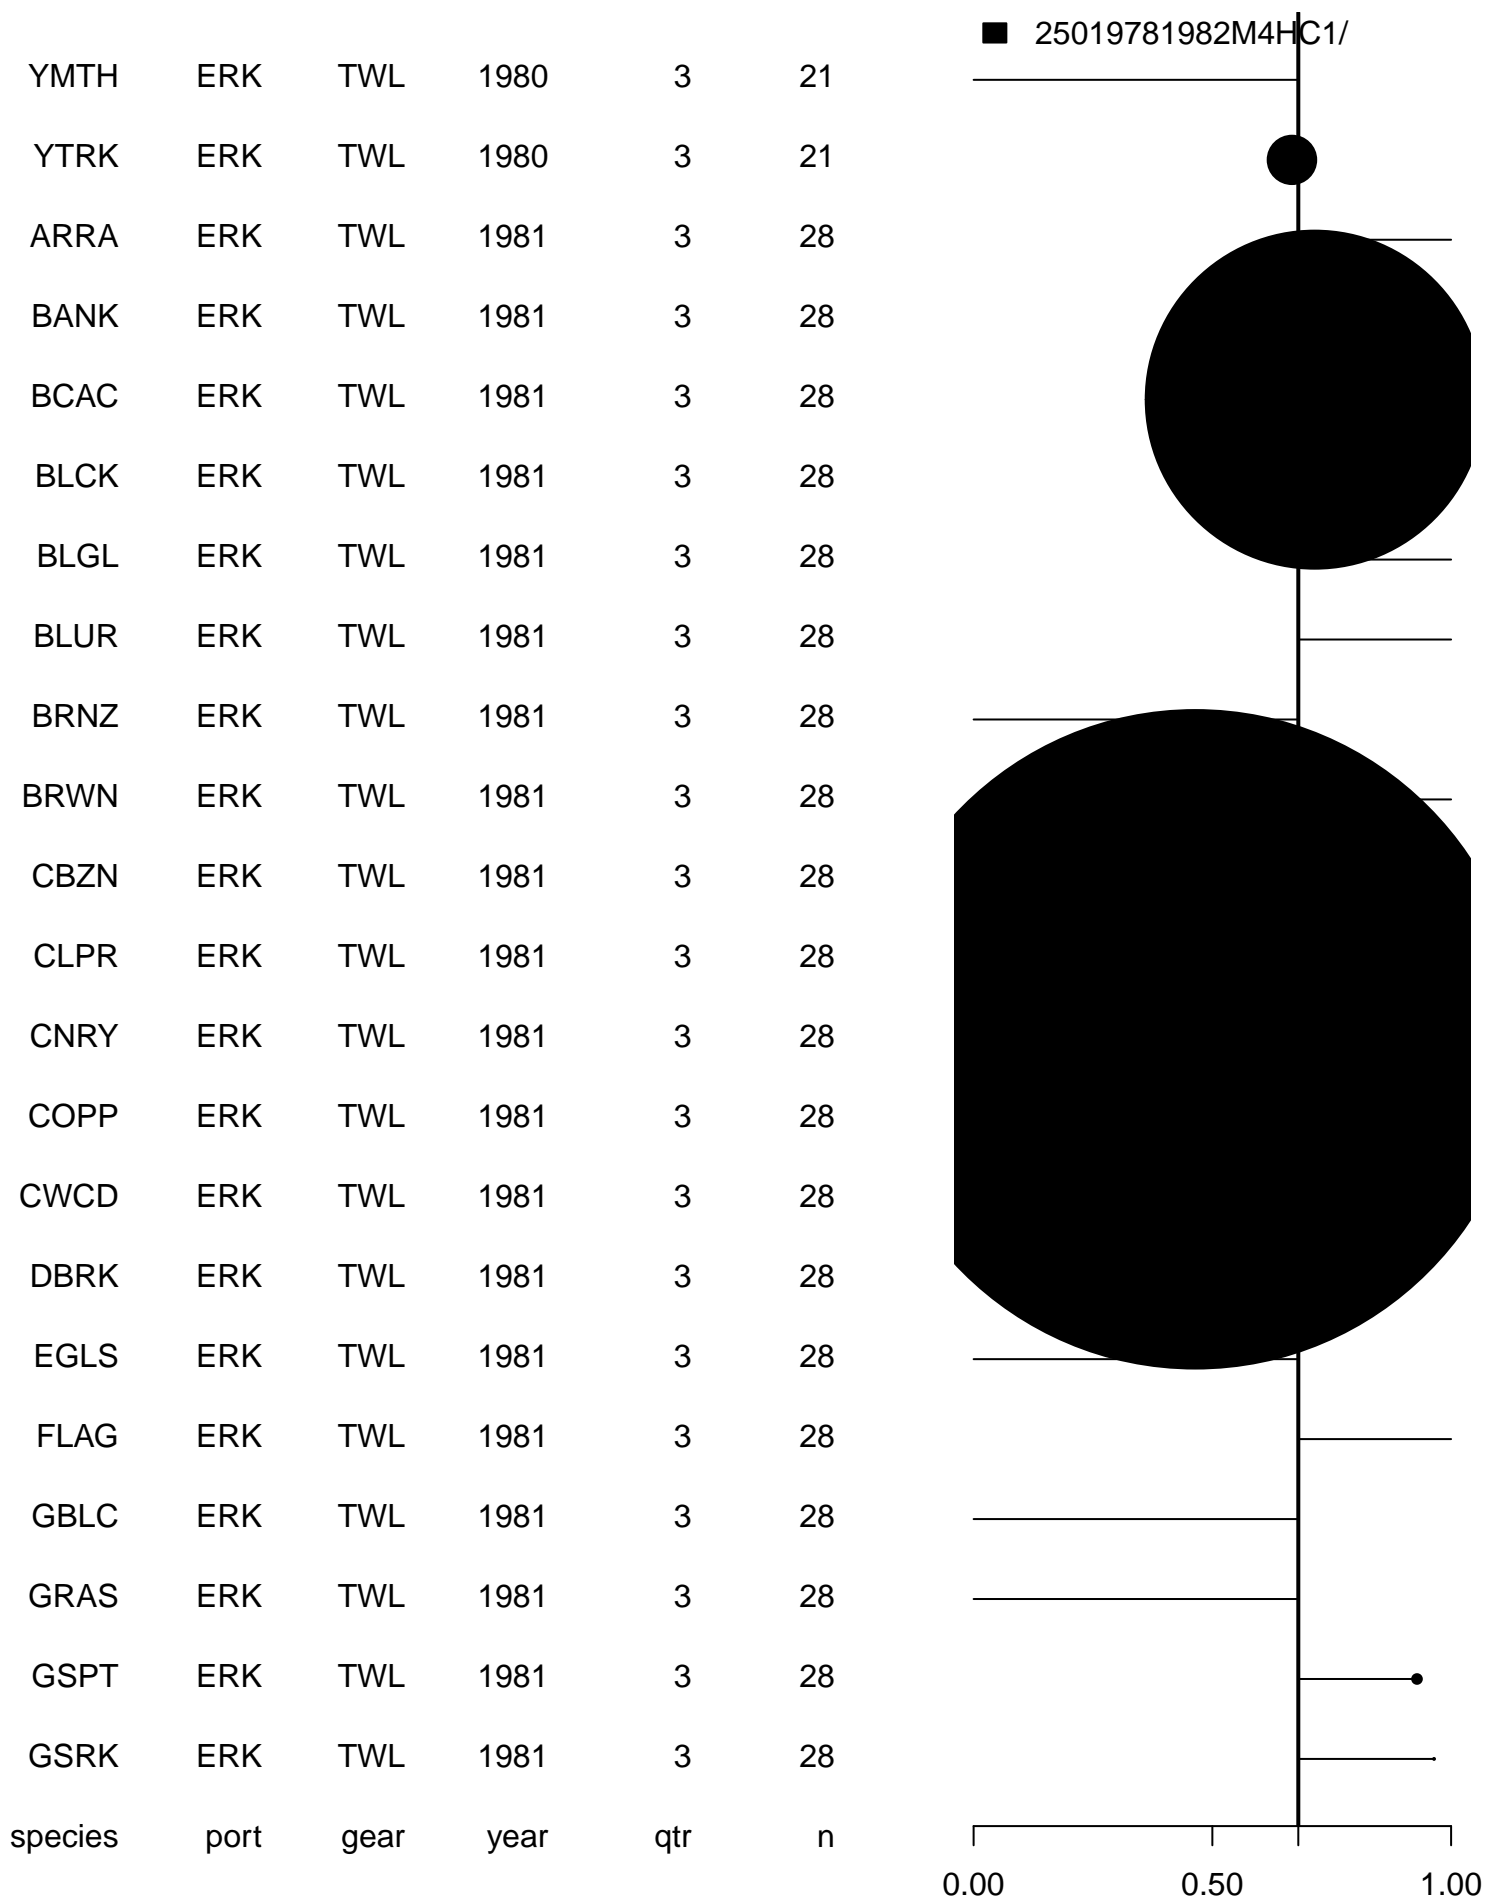 25019781982M4HC1/
YMTH ERK TWL 1980 3 21
YTRK ERK TWL 1980 3 21
ARRA ERK TWL 1981 3 28
BANK ERK TWL 1981 3 28
BCAC ERK TWL 1981 3 28
BLCK ERK TWL 1981 3 28
BLGL ERK TWL 1981 3 28
BLUR ERK TWL 1981 3 28
BRNZ ERK TWL 1981 3 28
BRWN ERK TWL 1981 3 28
CBZN ERK TWL 1981 3 28
CLPR ERK TWL 1981 3 28
CNRY ERK TWL 1981 3 28
COPP ERK TWL 1981 3 28
CWCD ERK TWL 1981 3 28
DBRK ERK TWL 1981 3 28
EGLS ERK TWL 1981 3 28
FLAG ERK TWL 1981 3 28
GBLC ERK TWL 1981 3 28
GRAS ERK TWL 1981 3 28
GSPT ERK TWL 1981 3 28
GSRK ERK TWL 1981 3 28
species port gear year qtr n
0.00 0.50 1.00